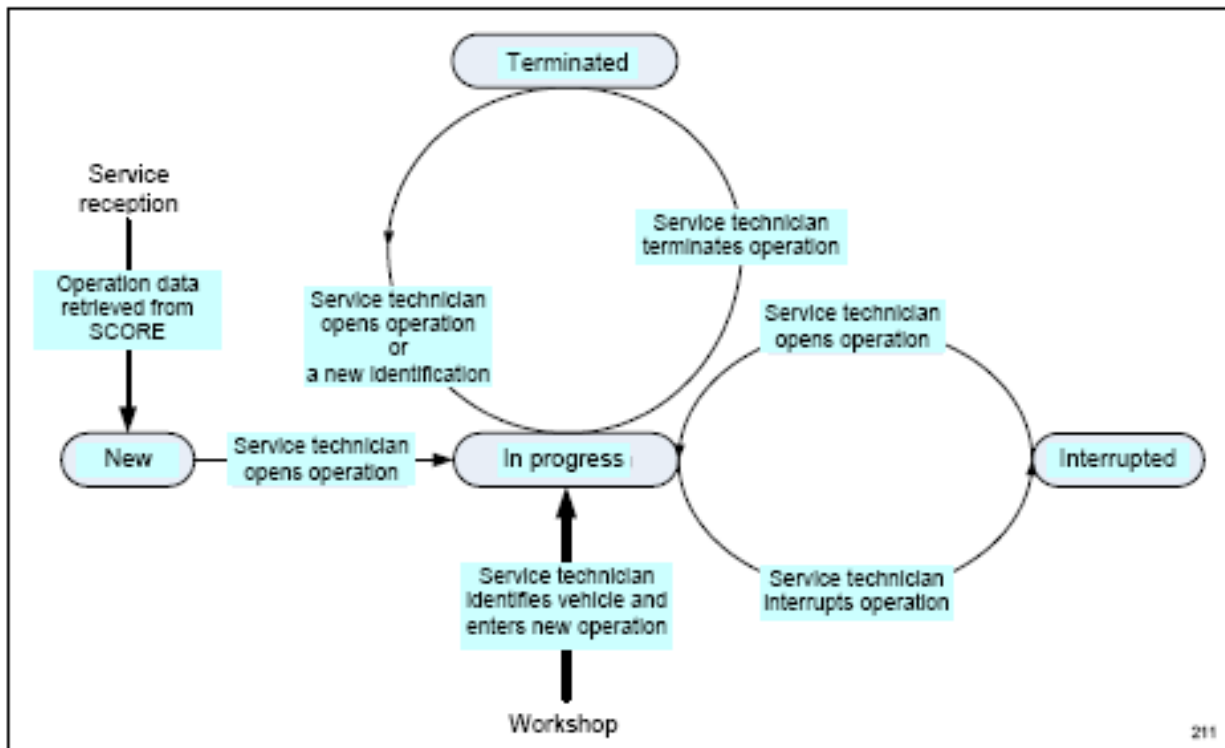 Terminated
Service
reception
Service technician
terminates operation
Operation data
retrieved from
SCORE
Service technician
opens operation
or
a new identification
Service technician
opens operation
New
Service technician
opens operation
In progress
Interrupted
Service technician
identifies vehicle and
enters new operation
Service technician
interrupts operation
Workshop
211